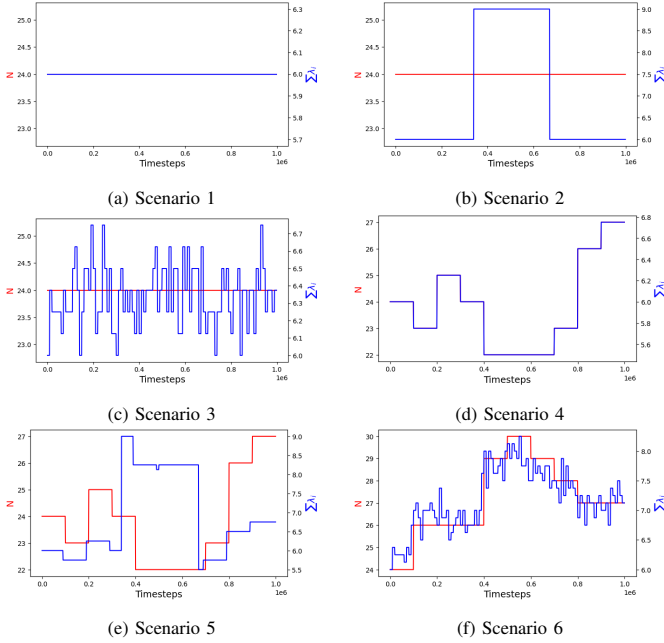 25.0
24.5
24.0
23.5
23.0
N
6.3
6.2
6.1
6.0
5.9
5.8
5.7
∑λᵢ
0.0 0.2 0.4 0.6 0.8 1.0
1e6
Timesteps
(a) Scenario 1
25.0
24.5
24.0
23.5
23.0
N
9.0
8.5
8.0
7.5
7.0
6.5
6.0
∑λᵢ
0.0 0.2 0.4 0.6 0.8 1.0
1e6
Timesteps
(b) Scenario 2
25.0
24.5
24.0
23.5
23.0
N
6.7
6.6
6.5
6.4
6.3
6.2
6.1
6.0
∑λᵢ
0.0 0.2 0.4 0.6 0.8 1.0
1e6
Timesteps
(c) Scenario 3
27
26
25
24
23
22
N
6.8
6.6
6.4
6.2
6.0
5.8
5.6
∑λᵢ
0.0 0.2 0.4 0.6 0.8 1.0
1e6
Timesteps
(d) Scenario 4
27
26
25
24
23
22
N
9.0
8.5
8.0
7.5
7.0
6.5
6.0
5.5
∑λᵢ
0.0 0.2 0.4 0.6 0.8 1.0
1e6
Timesteps
(e) Scenario 5
30
29
28
27
26
25
24
N
8.0
7.5
7.0
6.5
6.0
∑λᵢ
0.0 0.2 0.4 0.6 0.8 1.0
1e6
Timesteps
(f) Scenario 6